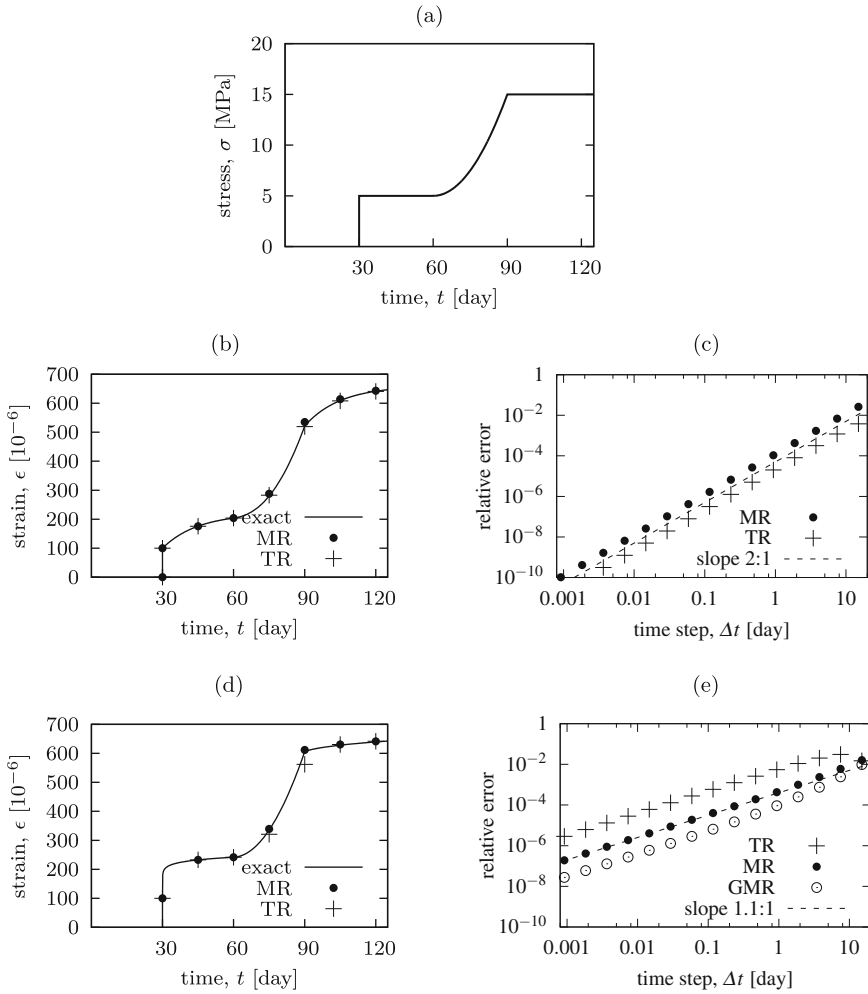 (a)
20
15
10
5
0
stress, σ [MPa]
30 60 90 120
time, t [day]
(b)
700
600
500
400
300
200
100
0
strain, ϵ [10⁻⁶]
exact
MR
TR
30 60 90 120
time, t [day]
(c)
1
10⁻²
10⁻⁴
10⁻⁶
10⁻⁸
10⁻¹⁰
relative error
MR
TR
slope 2:1
0.001 0.01 0.1 1 10
time step, Δt [day]
(d)
700
600
500
400
300
200
100
0
strain, ϵ [10⁻⁶]
exact
MR
TR
30 60 90 120
time, t [day]
(e)
1
10⁻²
10⁻⁴
10⁻⁶
10⁻⁸
10⁻¹⁰
relative error
TR
MR
GMR
slope 1.1:1
0.001 0.01 0.1 1 10
time step, Δt [day]